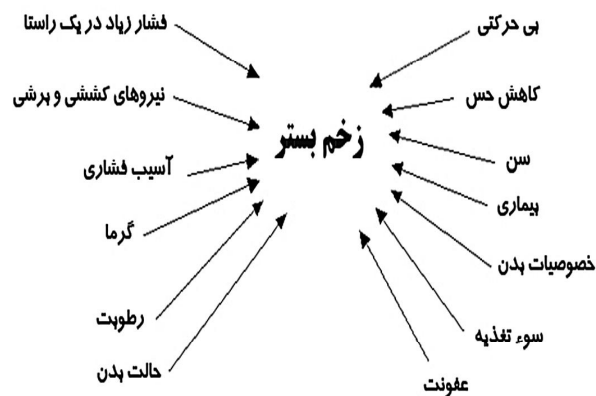 فشار زیاد در یک راستا
بی حرکتی
نیروهای کششی و برشی
کاهش حس
زخم بستر
آسیب فشاری
سن
بیماری
گرما
خصوصیات بدن
رطوبت
سوء تغذیه
حالت بدن
عفونت